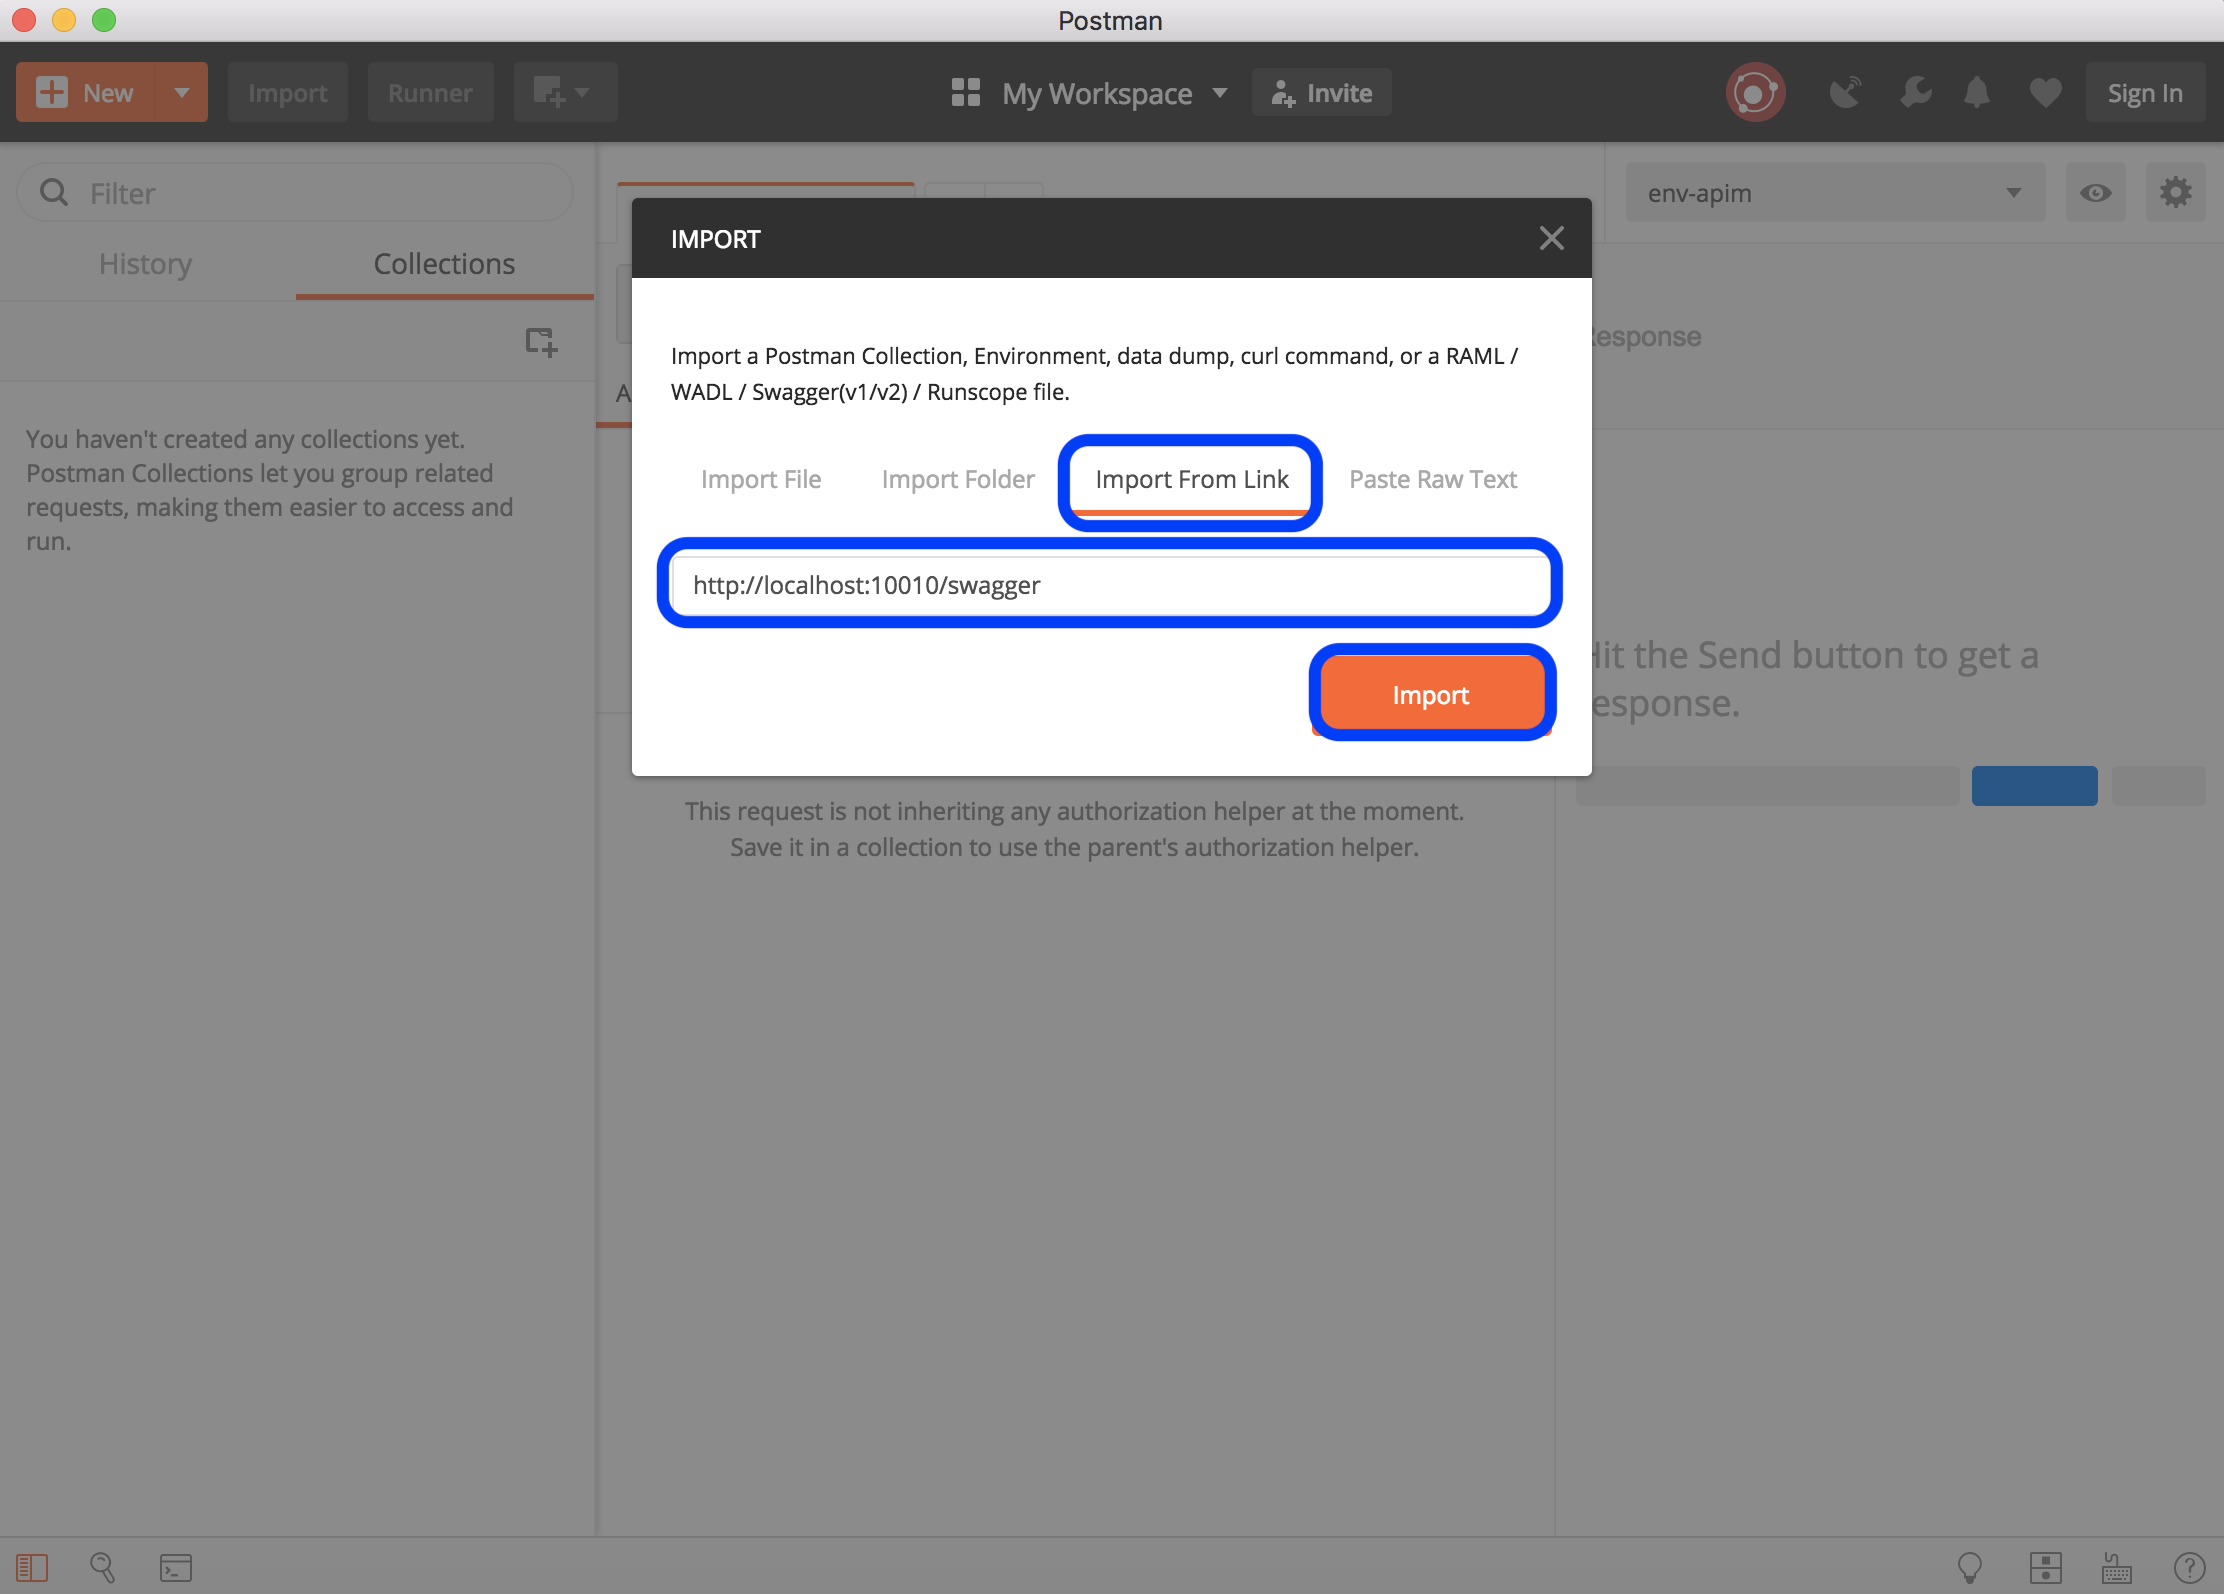 Postman
New
Import
Runner
My Workspace
Invite
Sign In
Filter
env-apim
History
Collections
IMPORT
Response
Import a Postman Collection, Environment, data dump, curl command, or a RAML /
WADL / Swagger(v1/v2) / Runscope file.
A
You haven't created any collections yet.
Postman Collections let you group related
requests, making them easier to access and
run.
Import File
Import Folder
Import From Link
Paste Raw Text
http://localhost:10010/swagger
Import
Hit the Send button to get a
response.
This request is not inheriting any authorization helper at the moment.
Save it in a collection to use the parent's authorization helper.